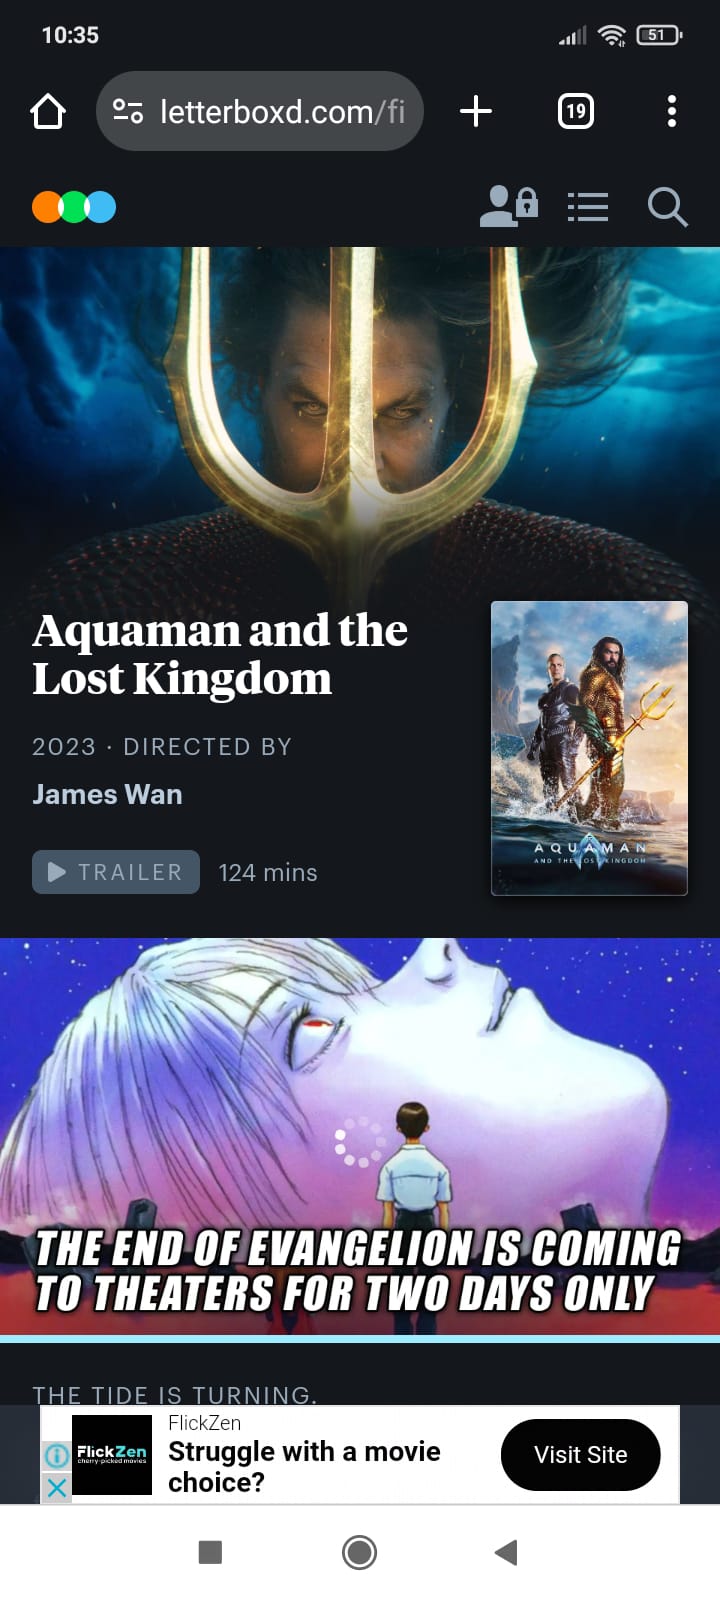 10:35
51
letterboxd.com/fi
19
Aquaman and the
Lost Kingdom
2023 · DIRECTED BY
James Wan
TRAILER
124 mins
AQUAMAN
AND THE LOST KINGDOM
THE END OF EVANGELION IS COMING
TO THEATERS FOR TWO DAYS ONLY
THE TIDE IS TURNING.
FlickZen
cherry-picked movies
FlickZen
Struggle with a movie
choice?
Visit Site